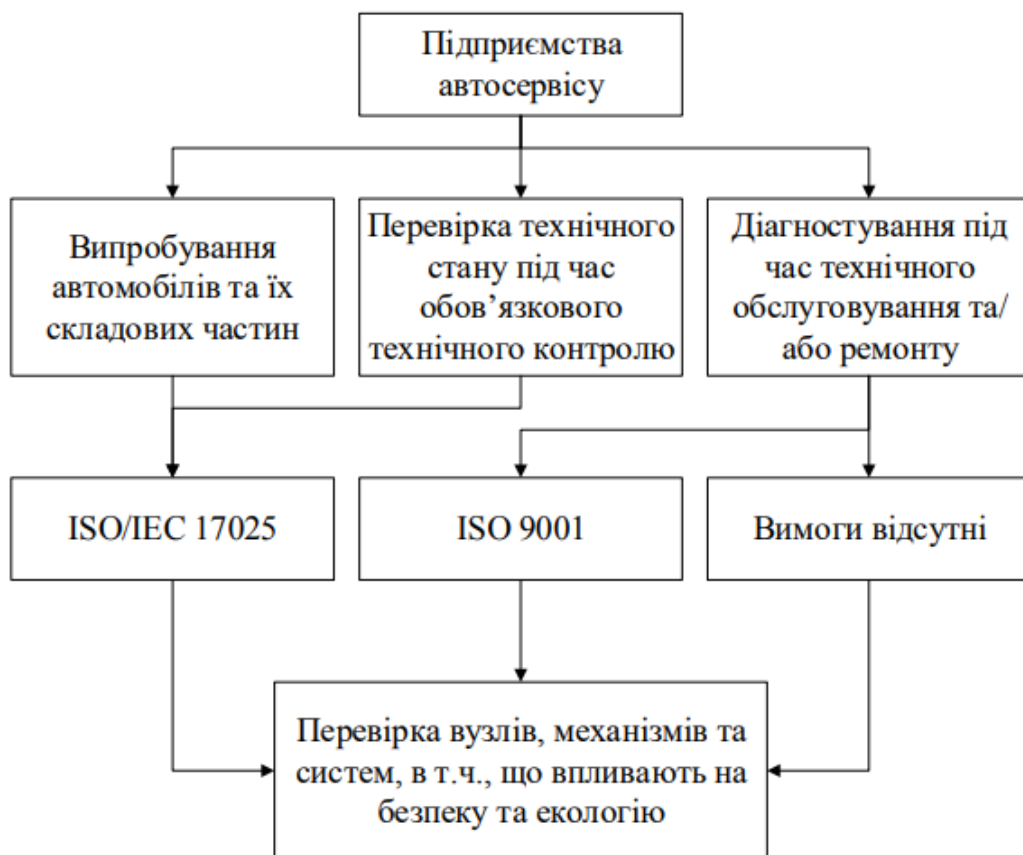 Підприємства
автосервісу
Випробування
автомобілів та їх
складових частин
Перевірка технічного
стану під час
обов’язкового
технічного контролю
Діагностування під
час технічного
обслуговування та/
або ремонту
ISO/IEC 17025
ISO 9001
Вимоги відсутні
Перевірка вузлів, механізмів та
систем, в т.ч., що впливають на
безпеку та екологію